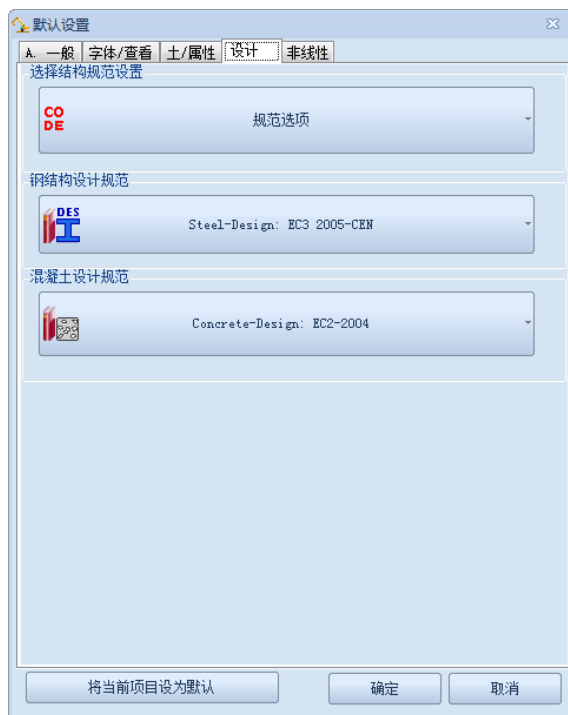 默认设置
A. 一般 字体/查看 土/属性 设计 非线性
选择结构规范设置
CO
DE
规范选项
钢结构设计规范
DES
Steel-Design: EC3 2005-CEN
混凝土设计规范
Concrete-Design: EC2-2004
将当前项目设为默认 确定 取消